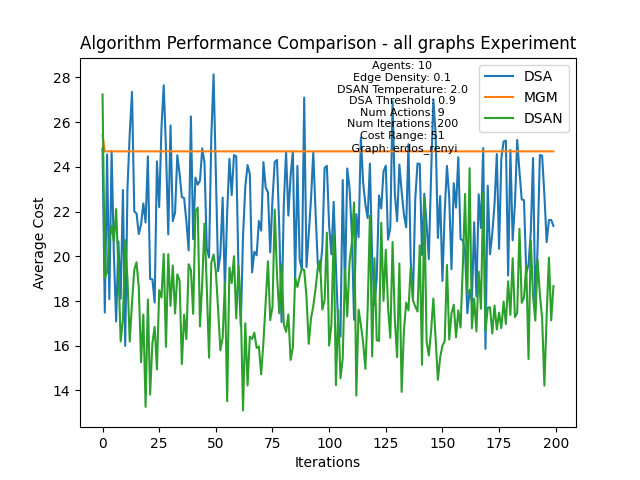 Algorithm Performance Comparison - all graphs Experiment
Agents: 10
Edge Density: 0.1
DSAN Temperature: 2.0
DSA Threshold: 0.9
Num Actions: 9
Num Iterations: 200
Cost Range: 51
Graph: erdos_renyi
DSA
MGM
DSAN
Average Cost
28
26
24
22
20
18
16
14
0
25
50
75
100
125
150
175
200
Iterations